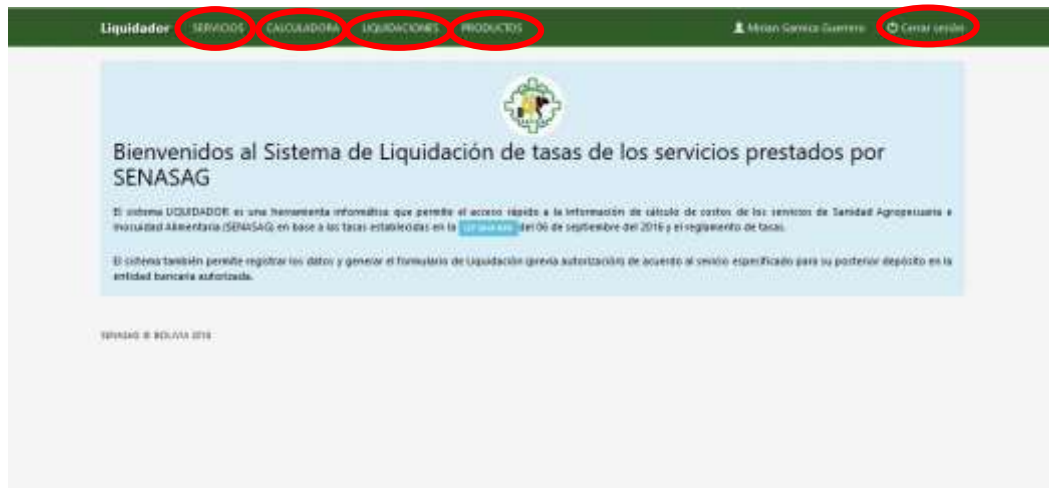 Liquidador SERVICIOS CALCULADORA LIQUIDACIONES PRODUCTOS Mirian Garnica Guerrero Cerrar sesión
Bienvenidos al Sistema de Liquidación de tasas de los servicios prestados por
SENASAG
El sistema LIQUIDADOR es una herramienta informática que permite el acceso rápido a la información de cálculo de costos de los servicios de Sanidad Agropecuaria e
Inocuidad Alimentaria (SENASAG) en base a las tasas establecidas en la del 06 de septiembre del 2016 y el reglamento de tasas.
El sistema también permite registrar los datos y generar el formulario de Liquidación (previa autorización) de acuerdo al servicio especificado para su posterior depósito en la
entidad bancaria autorizada.
SENASAG © BOLIVIA 2016